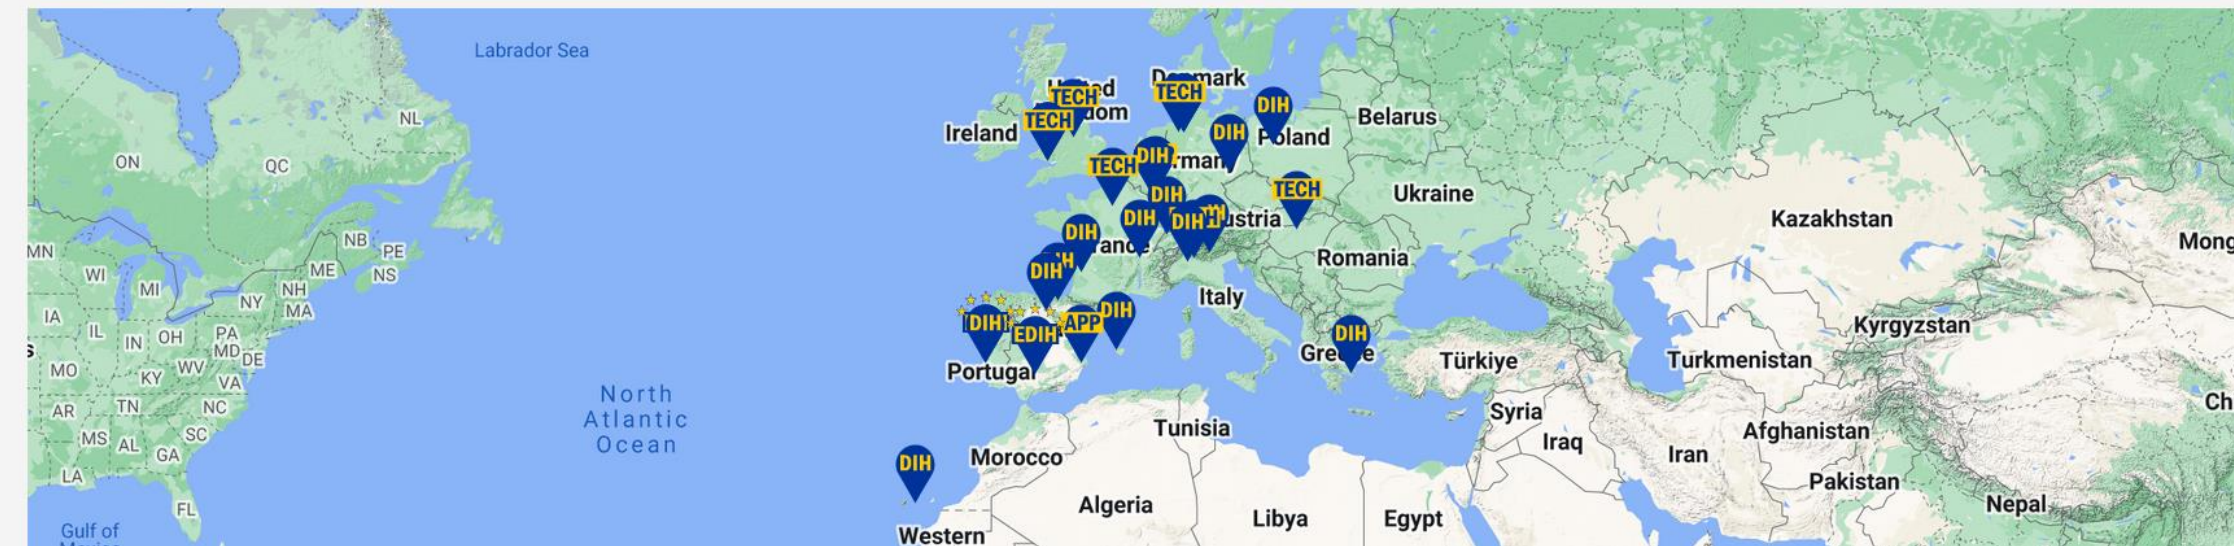 Labrador Sea
NL
ON
QC
NB
PE
MN
ME
NS
WI
MI
NH
NY
MA
IA
IL
IN
OH
PA
MD
DE
MO
KY
WV
VA
AR
TN
NC
MS
AL
SC
GA
LA
FL
Gulf of
North
Atlantic
Ocean
TECH
TECH
Ireland
Denmark
TECH
DIH
DIH
Poland
Belarus
TECH
DIH
DIH
TECH
Ukraine
DIH
DIH
DIH
DIH
Romania
Italy
DIH
EDIH
APP
DIH
DIH
Portugal
Greece
Türkiye
Kazakhstan
Kyrgyzstan
Turkmenistan
Syria
Iraq
Iran
Afghanistan
Pakistan
Nepal
Tunisia
DIH
Morocco
Algeria
Libya
Egypt
Western